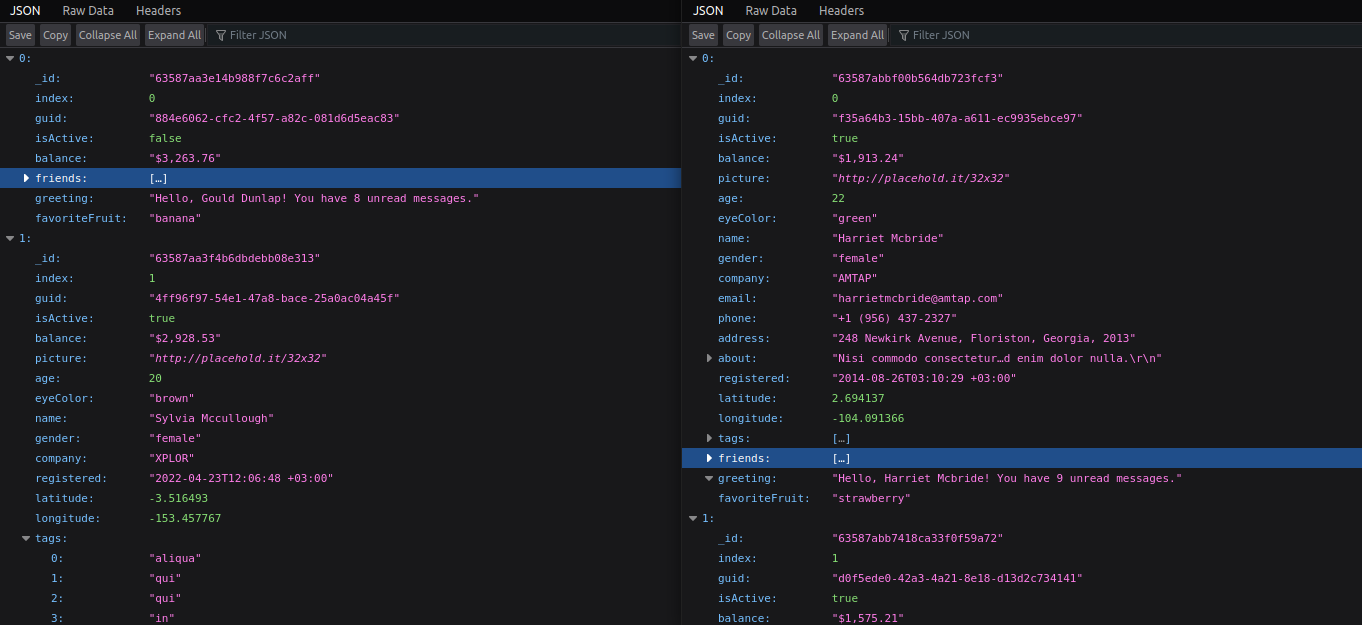 JSON Raw Data Headers
Save Copy Collapse All Expand All Filter JSON
0:
_id: "63587aa3e14b988f7c6c2aff"
index: 0
guid: "884e6062-cfc2-4f57-a82c-081d6d5eac83"
isActive: false
balance: "$3,263.76"
friends: […]
greeting: "Hello, Gould Dunlap! You have 8 unread messages."
favoriteFruit: "banana"
1:
_id: "63587aa3f4b6dbdebb08e313"
index: 1
guid: "4ff96f97-54e1-47a8-bace-25a0ac04a45f"
isActive: true
balance: "$2,928.53"
picture: "http://placehold.it/32x32"
age: 20
eyeColor: "brown"
name: "Sylvia Mccullough"
gender: "female"
company: "XPLOR"
registered: "2022-04-23T12:06:48 +03:00"
latitude: -3.516493
longitude: -153.457767
tags:
0: "aliqua"
1: "qui"
2: "qui"
3: "in"
JSON Raw Data Headers
Save Copy Collapse All Expand All Filter JSON
0:
_id: "63587abbf00b564db723fcf3"
index: 0
guid: "f35a64b3-15bb-407a-a611-ec9935ebce97"
isActive: true
balance: "$1,913.24"
picture: "http://placehold.it/32x32"
age: 22
eyeColor: "green"
name: "Harriet Mcbride"
gender: "female"
company: "AMTAP"
email: "harrietmcbride@amtap.com"
phone: "+1 (956) 437-2327"
address: "248 Newkirk Avenue, Floriston, Georgia, 2013"
about: "Nisi commodo consectetur…d enim dolor nulla.\r\n"
registered: "2014-08-26T03:10:29 +03:00"
latitude: 2.694137
longitude: -104.091366
tags: […]
friends: […]
greeting: "Hello, Harriet Mcbride! You have 9 unread messages."
favoriteFruit: "strawberry"
1:
_id: "63587abb7418ca33f0f59a72"
index: 1
guid: "d0f5ede0-42a3-4a21-8e18-d13d2c734141"
isActive: true
balance: "$1,575.21"